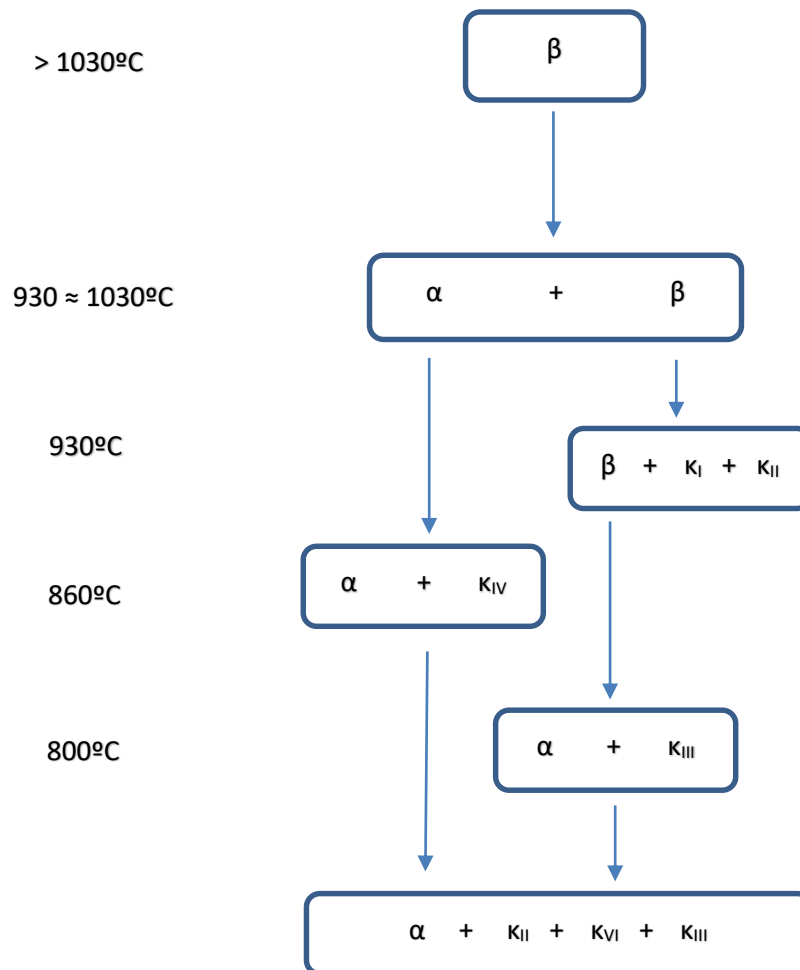 > 1030ºC
β
930 ≈ 1030ºC
α + β
930ºC
β + κI + κII
860ºC
α + κIV
800ºC
α + κIII
α + κII + κVI + κIII